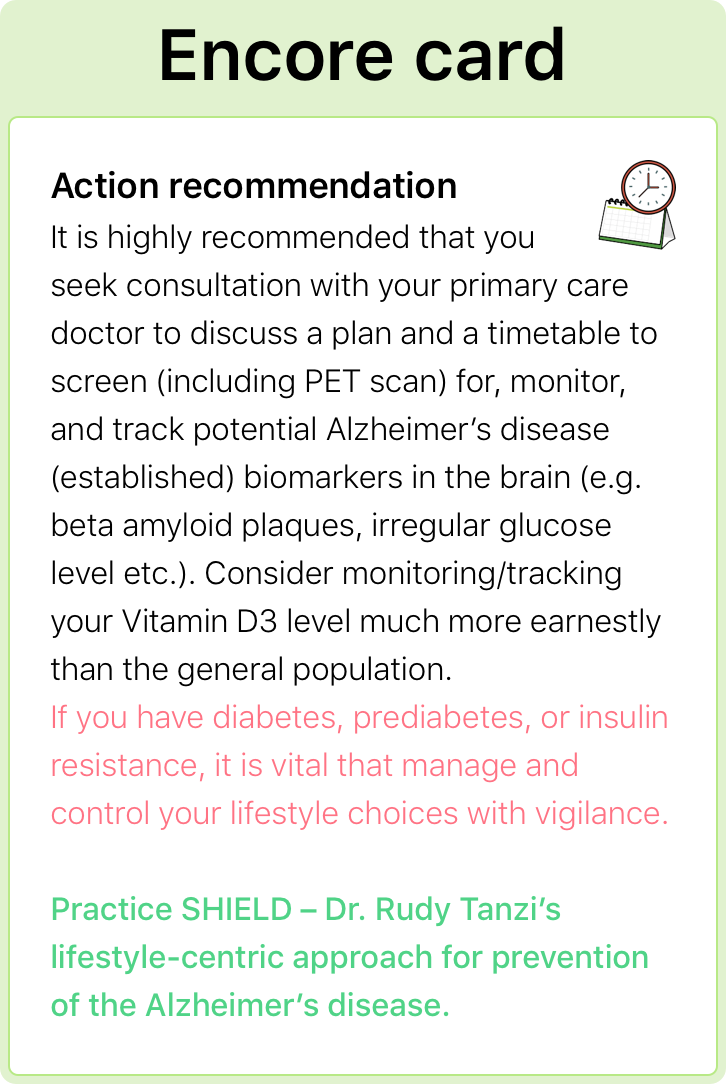 Encore card
Action recommendation
It is highly recommended that you
seek consultation with your primary care
doctor to discuss a plan and a timetable to
screen (including PET scan) for, monitor,
and track potential Alzheimer’s disease
(established) biomarkers in the brain (e.g.
beta amyloid plaques, irregular glucose
level etc.). Consider monitoring/tracking
your Vitamin D3 level much more earnestly
than the general population.
If you have diabetes, prediabetes, or insulin
resistance, it is vital that manage and
control your lifestyle choices with vigilance.
Practice SHIELD – Dr. Rudy Tanzi’s
lifestyle-centric approach for prevention
of the Alzheimer’s disease.